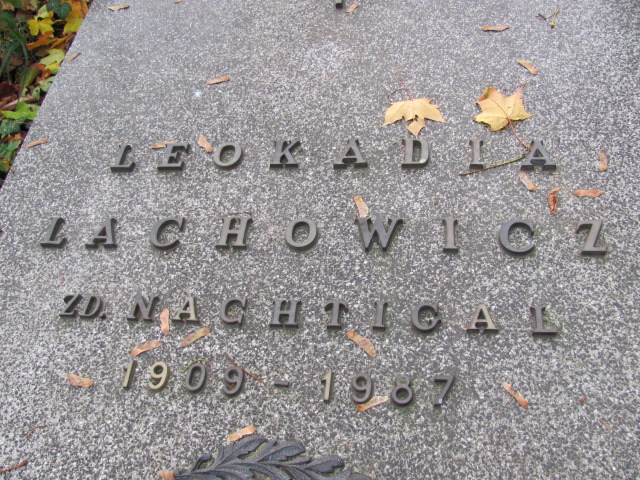 LEOKADIA
LACHOWICZ
ZD. NACHTIGAL
1909-1987